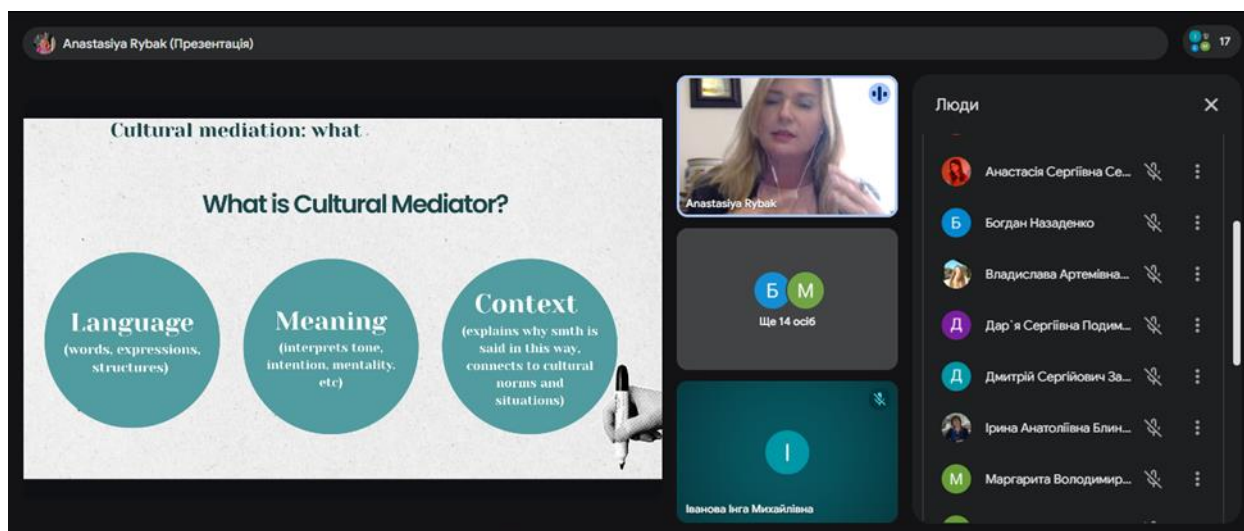 Anastasiya Rybak (Презентація)
17
Cultural mediation: what
What is Cultural Mediator?
Language
(words, expressions,
structures)
Meaning
(interprets tone,
intention, mentality.
etc)
Context
(explains why smth is
said in this way,
connects to cultural
norms and
situations)
Anastasiya Rybak
Б М
Ще 14 осіб
І
Іванова Інга Михайлівна
Люди
Анастасія Сергіївна Се...
Б Богдан Назаденко
Владислава Артемівна...
Д Дар`я Сергіївна Подим...
Д Дмитрій Сергійович За...
Ірина Анатоліївна Блин...
М Маргарита Володимир...